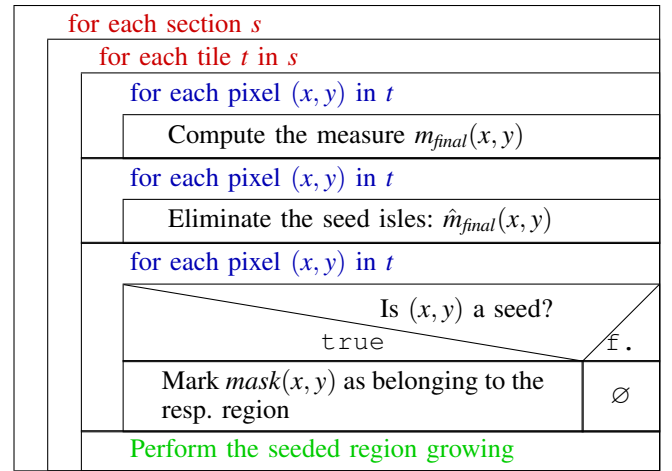 for each section s
for each tile t in s
for each pixel (x, y) in t
Compute the measure m_final(x, y)
for each pixel (x, y) in t
Eliminate the seed isles: m̂_final(x, y)
for each pixel (x, y) in t
Is (x, y) a seed?
true f.
Mark mask(x, y) as belonging to the
resp. region ∅
Perform the seeded region growing